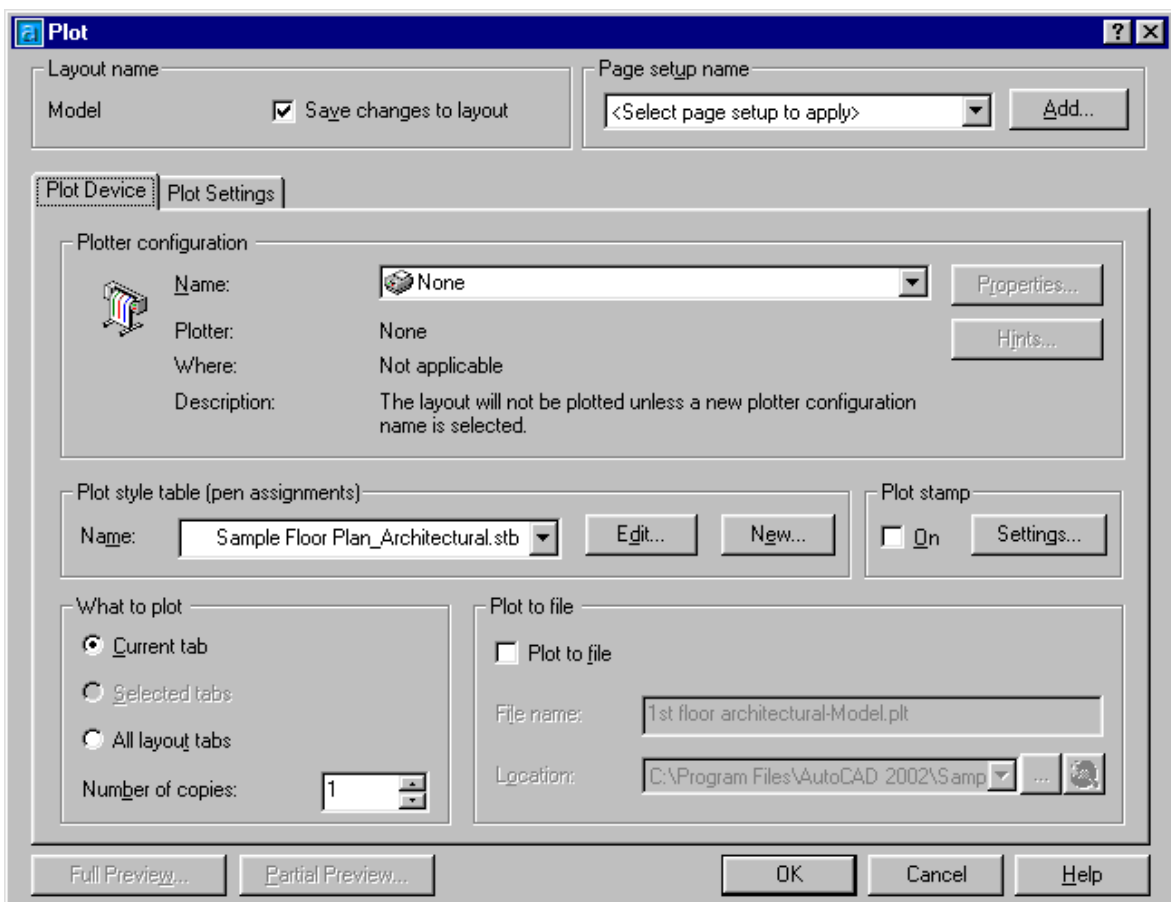 Plot
Layout name
Model
Save changes to layout
Page setup name
<Select page setup to apply>
Add...
Plot Device
Plot Settings
Plotter configuration
Name:
None
Properties...
Plotter:
None
Hints...
Where:
Not applicable
Description:
The layout will not be plotted unless a new plotter configuration
name is selected.
Plot style table (pen assignments)
Name:
Sample Floor Plan_Architectural.stb
Edit...
New...
Plot stamp
On
Settings...
What to plot
Current tab
Selected tabs
All layout tabs
Number of copies:
1
Plot to file
Plot to file
File name:
1st floor architectural-Model.plt
Location:
C:\Program Files\AutoCAD 2002\Samp
...
Full Preview...
Partial Preview...
OK
Cancel
Help